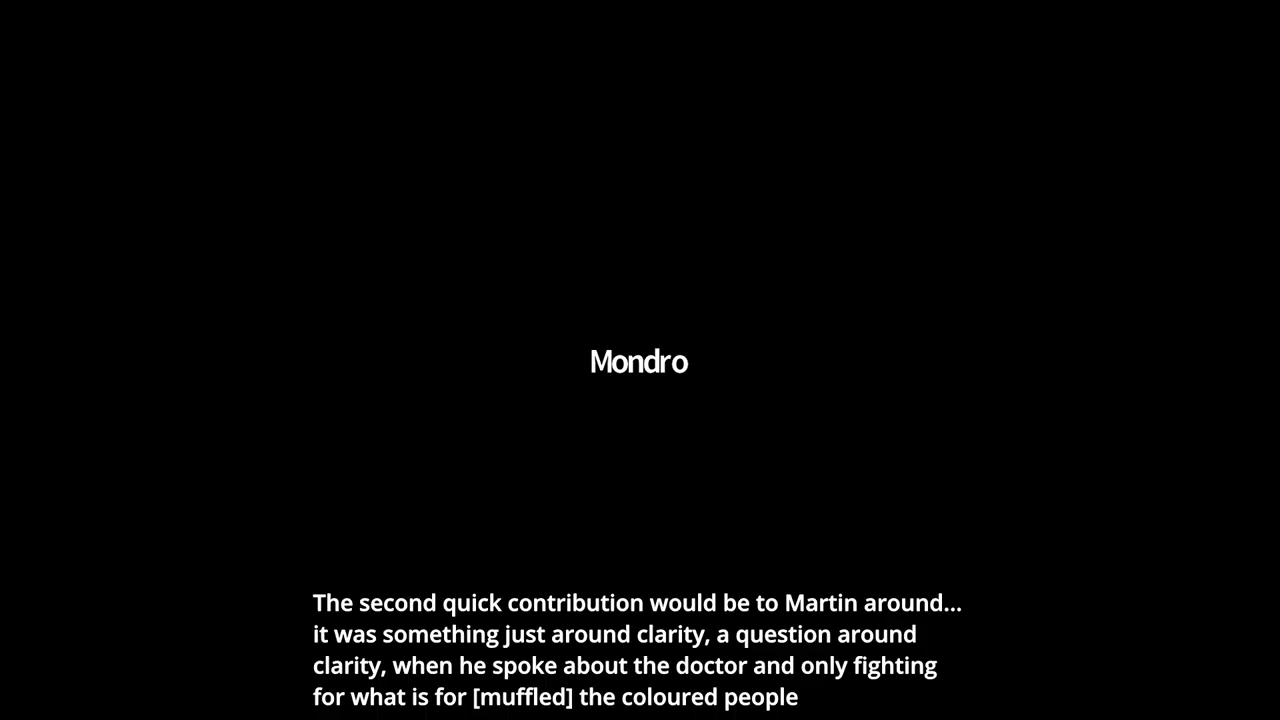 Mondro
The second quick contribution would be to Martin around...
it was something just around clarity, a question around
clarity, when he spoke about the doctor and only fighting
for what is for [muffled] the coloured people